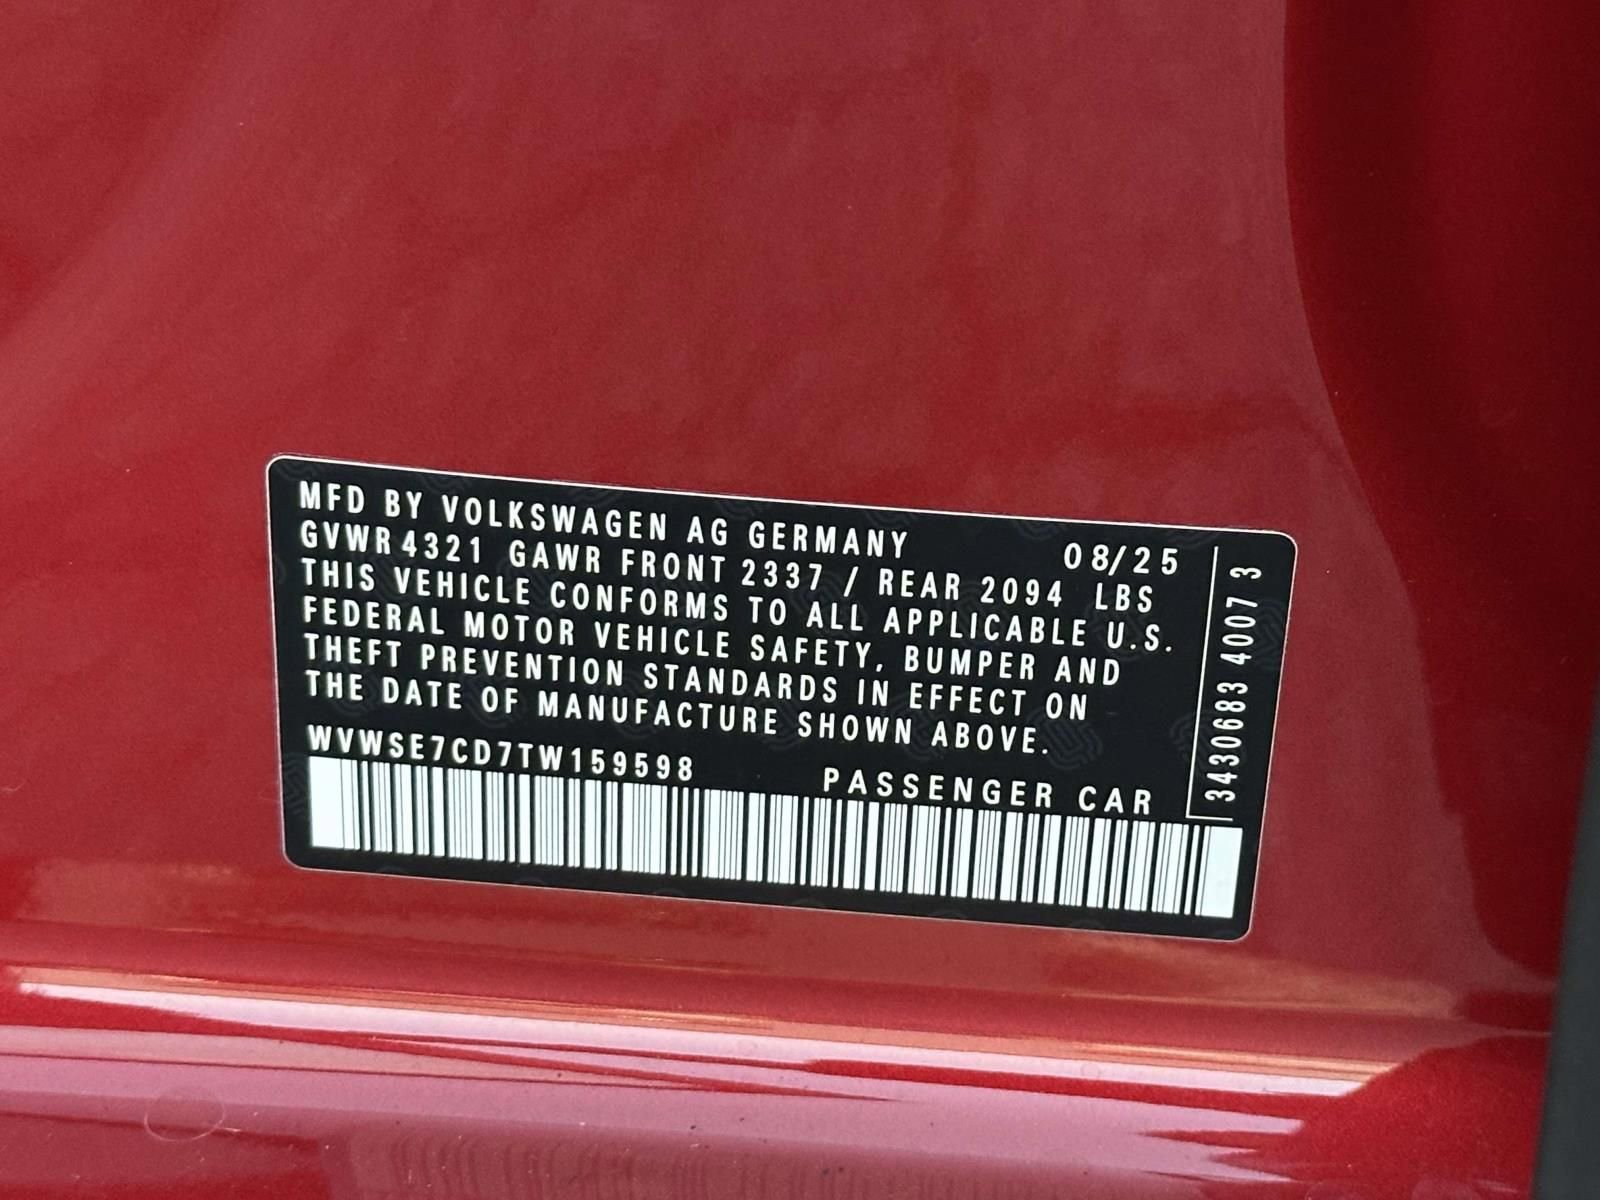 MFD BY VOLKSWAGEN AG GERMANY 08/25
GVWR 4321 GAWR FRONT 2337 / REAR 2094 LBS
THIS VEHICLE CONFORMS TO ALL APPLICABLE U.S.
FEDERAL MOTOR VEHICLE SAFETY, BUMPER AND
THEFT PREVENTION STANDARDS IN EFFECT ON
THE DATE OF MANUFACTURE SHOWN ABOVE.
WVWSE7CD7TW159598 PASSENGER CAR
3430683 4007 3